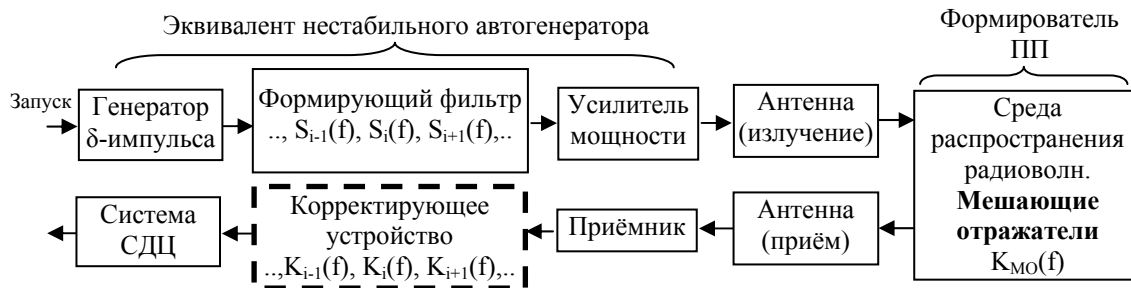 Эквивалент нестабильного автогенератора
Формирователь
ПП
Запуск
Генератор
δ-импульса
Формирующий фильтр
.., Si-1(f), Si(f), Si+1(f),..
Усилитель
мощности
Антенна
(излучение)
Среда
распространения
радиоволн.
Мешающие
отражатели
KМО(f)
Система
СДЦ
Корректирующее
устройство
..,Ki-1(f), Ki(f), Ki+1(f),..
Приёмник
Антенна
(приём)